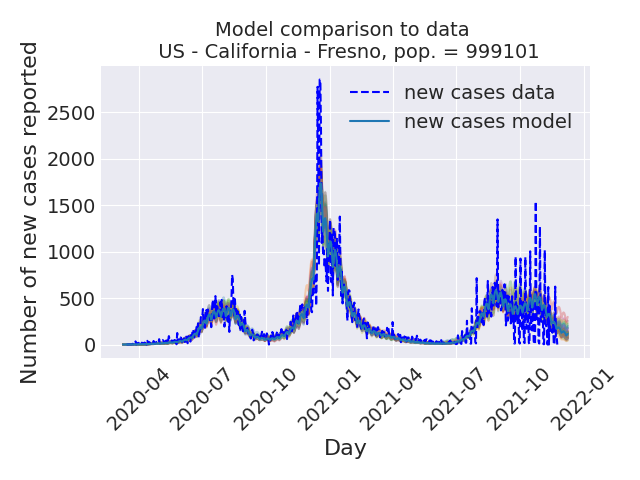 Model comparison to data
US - California - Fresno, pop. = 999101
Number of new cases reported
2500
2000
1500
1000
500
0
new cases data
new cases model
2020-04
2020-07
2020-10
2021-01
2021-04
2021-07
2021-10
2022-01
Day